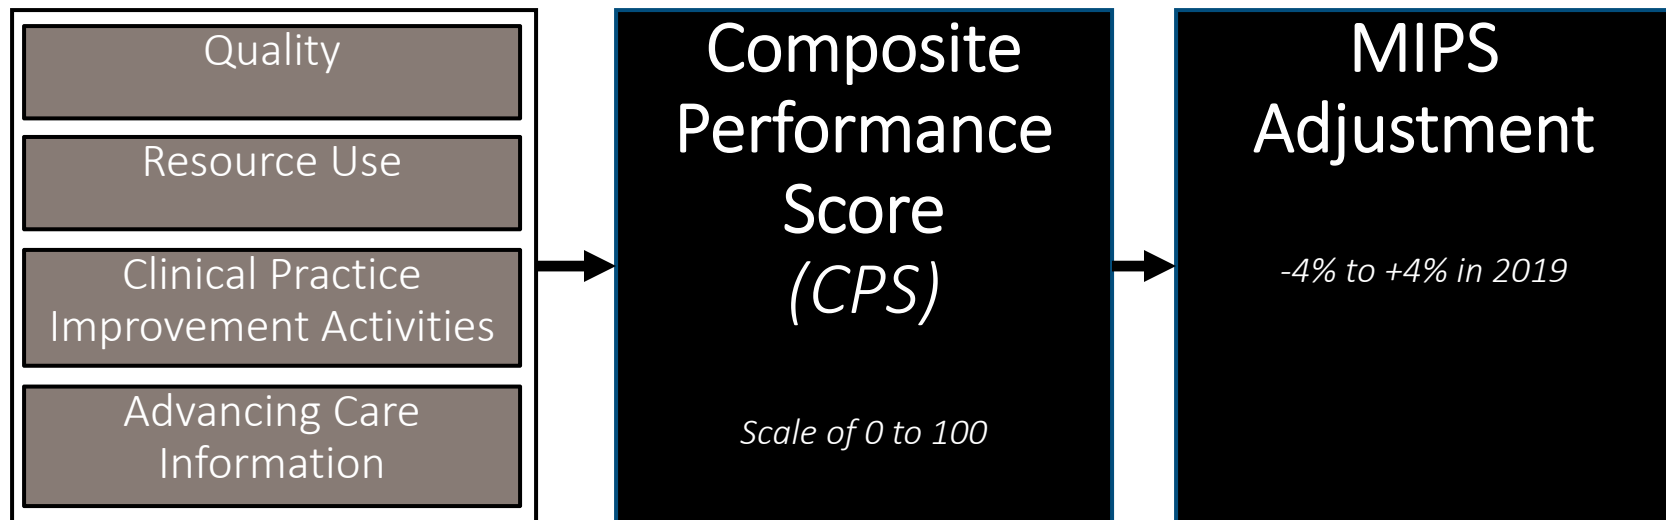 Quality
Resource Use
Clinical Practice
Improvement Activities
Advancing Care
Information
Composite
Performance
Score
(CPS)
Scale of 0 to 100
MIPS
Adjustment
-4% to +4% in 2019